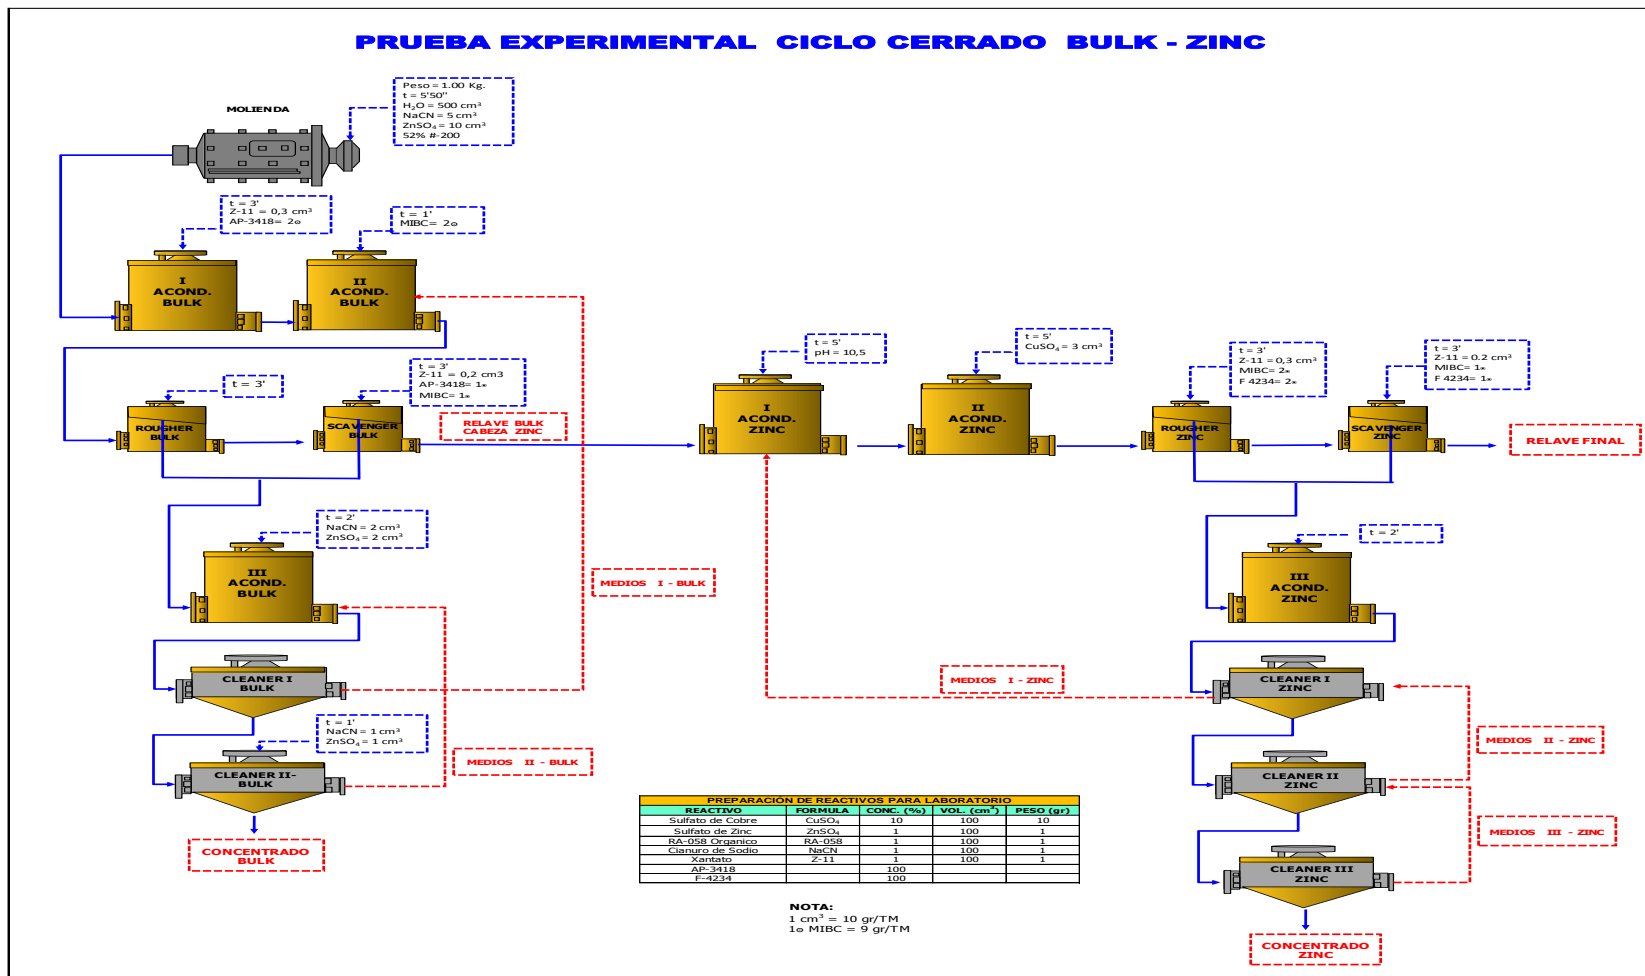 PRUEBA EXPERIMENTAL CICLO CERRADO BULK - ZINC
MOLIENDA
Peso = 1.00 Kg.
t = 5'50"
H₂O = 500 cm³
NaCN = 5 cm³
ZnSO₄ = 10 cm³
52% #-200
t = 3'
Z-11 = 0,3 cm³
AP-3418= 2ₒ
t = 1'
MIBC= 2ₒ
I
ACOND.
BULK
II
ACOND.
BULK
t = 3'
t = 3'
Z-11 = 0,2 cm3
AP-3418= 1ₒ
MIBC= 1ₒ
ROUGHER
BULK
SCAVENGER
BULK
RELAVE BULK
CABEZA ZINC
t = 5'
pH = 10,5
t = 5'
CuSO₄ = 3 cm³
I
ACOND.
ZINC
II
ACOND.
ZINC
t = 3'
Z-11 = 0,3 cm³
MIBC= 2ₒ
F 4234= 2ₒ
t = 3'
Z-11 = 0.2 cm³
MIBC= 1ₒ
F 4234= 1ₒ
ROUGHER
ZINC
SCAVENGER
ZINC
RELAVE FINAL
t = 2'
NaCN = 2 cm³
ZnSO₄ = 2 cm³
III
ACOND.
BULK
MEDIOS I - BULK
t = 2'
III
ACOND.
ZINC
CLEANER I
BULK
MEDIOS I - ZINC
CLEANER I
ZINC
t = 1'
NaCN = 1 cm³
ZnSO₄ = 1 cm³
CLEANER II-
BULK
MEDIOS II - BULK
MEDIOS II - ZINC
CLEANER II
ZINC
CONCENTRADO
BULK
MEDIOS III - ZINC
CLEANER III
ZINC
CONCENTRADO
ZINC
PREPARACIÓN DE REACTIVOS PARA LABORATORIO
REACTIVO FORMULA CONC. (%) VOL. (cm³) PESO (gr)
Sulfato de Cobre CuSO₄ 10 100 10
Sulfato de Zinc ZnSO₄ 1 100 1
RA-058 Organico RA-058 1 100 1
Cianuro de Sodio NaCN 1 100 1
Xantato Z-11 1 100 1
AP-3418 100
F-4234 100
NOTA:
1 cm³ = 10 gr/TM
1ₒ MIBC = 9 gr/TM